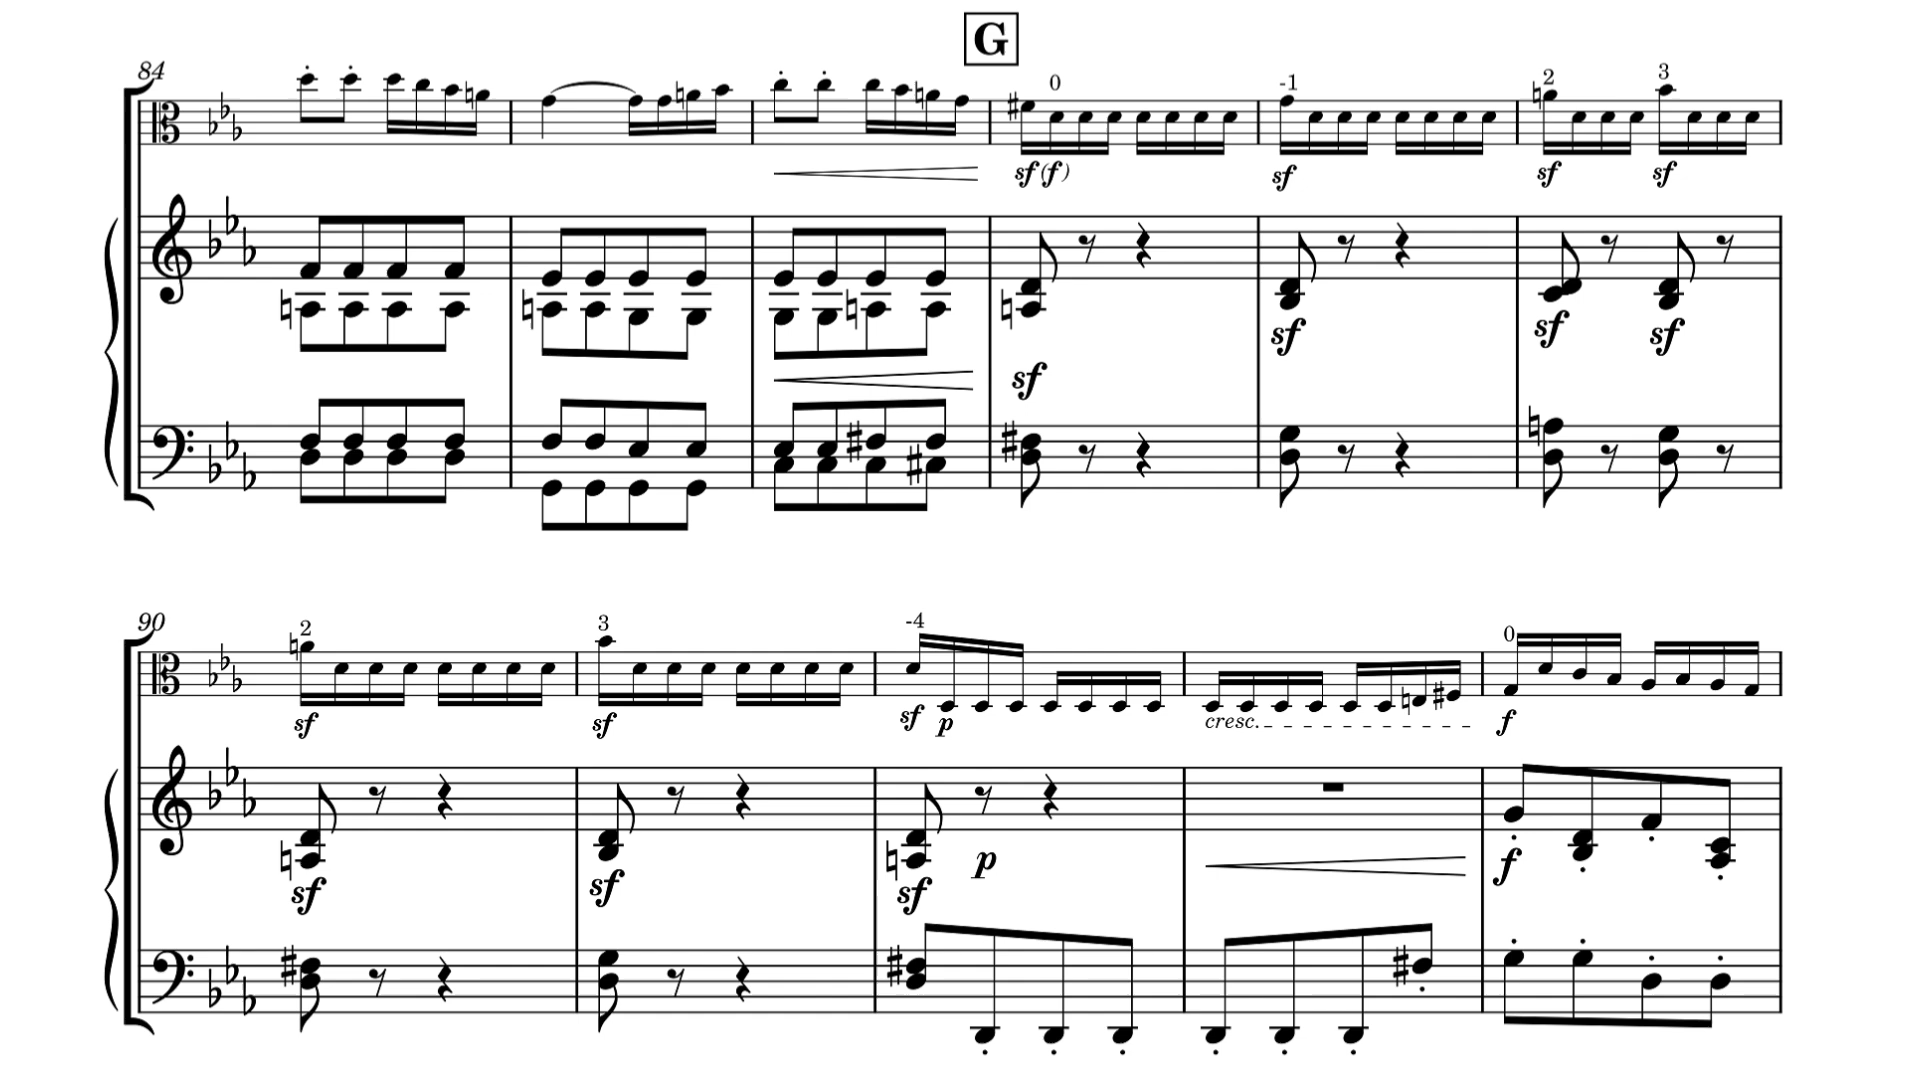 G
84
0 -1 2 3
sf (f) sf sf sf
sf sf sf
sf
90
2 3 -4 0
sf sf sf p cresc. f
sf sf sf p f